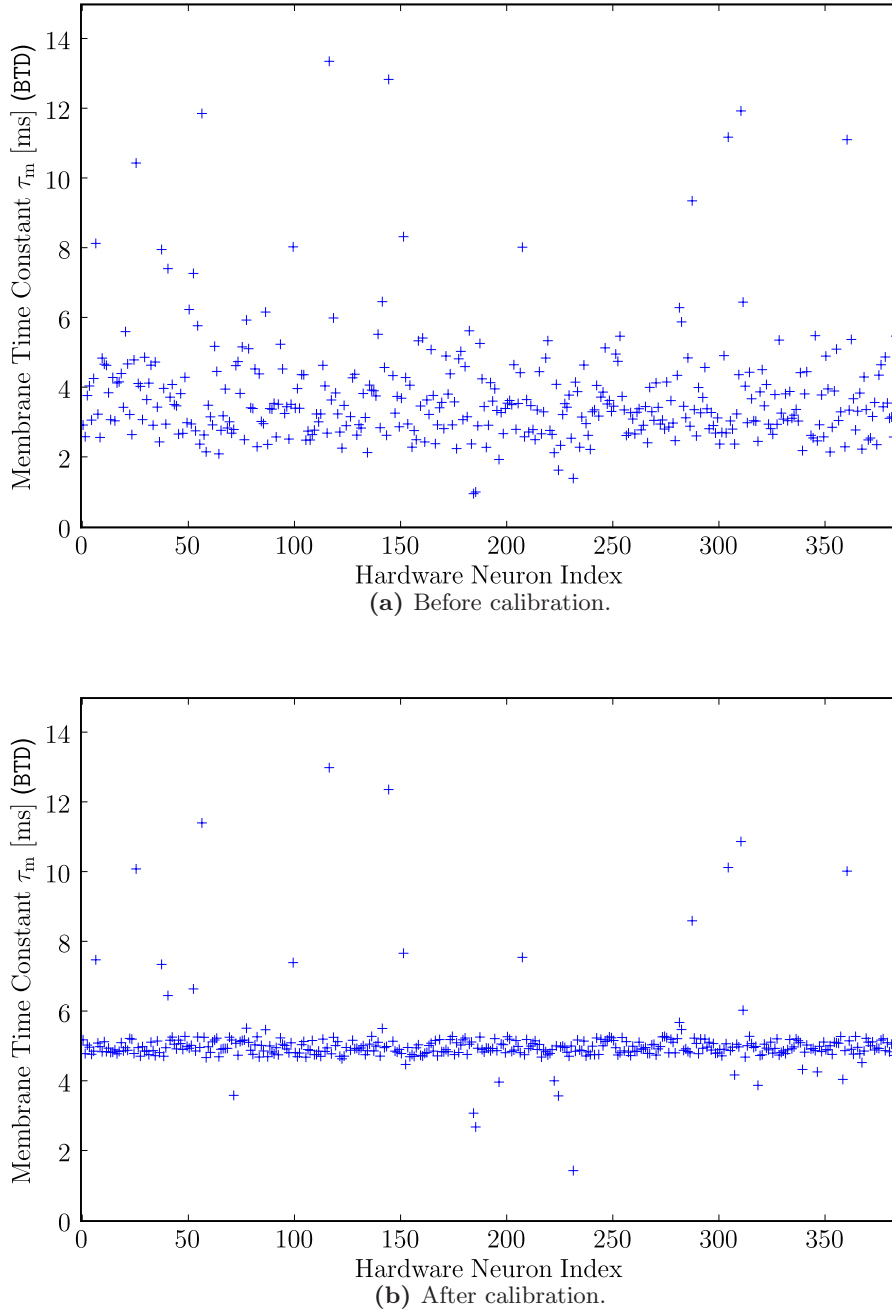 14
12
10
8
6
4
2
0
Membrane Time Constant τm [ms] (BTD)
0 50 100 150 200 250 300 350
Hardware Neuron Index
(a) Before calibration.
14
12
10
8
6
4
2
0
Membrane Time Constant τm [ms] (BTD)
0 50 100 150 200 250 300 350
Hardware Neuron Index
(b) After calibration.